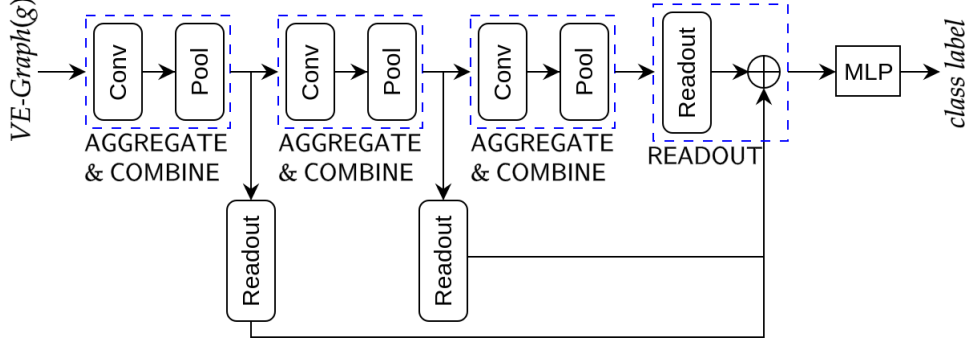 VE-Graph(g)
Conv
Pool
AGGREGATE
& COMBINE
Conv
Pool
AGGREGATE
& COMBINE
Conv
Pool
AGGREGATE
& COMBINE
Readout
READOUT
MLP
class label
Readout
Readout